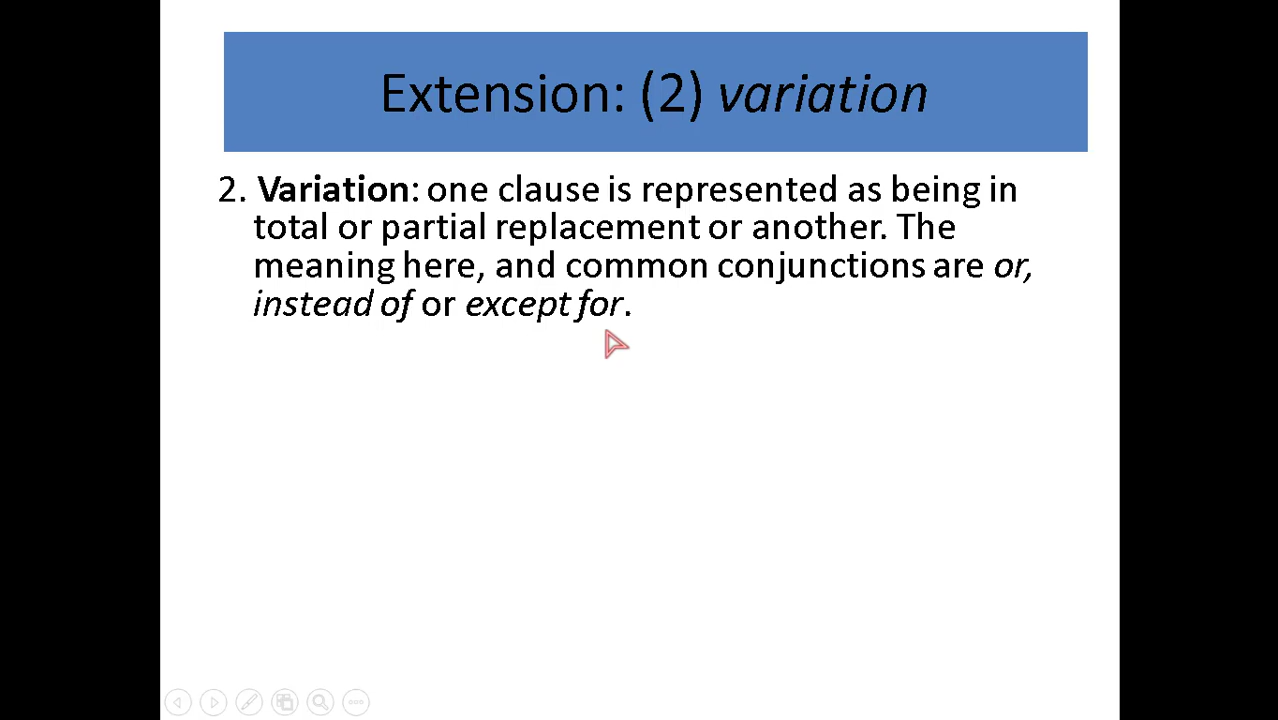 Extension: (2) variation
2. Variation: one clause is represented as being in
total or partial replacement or another. The
meaning here, and common conjunctions are or,
instead of or except for.